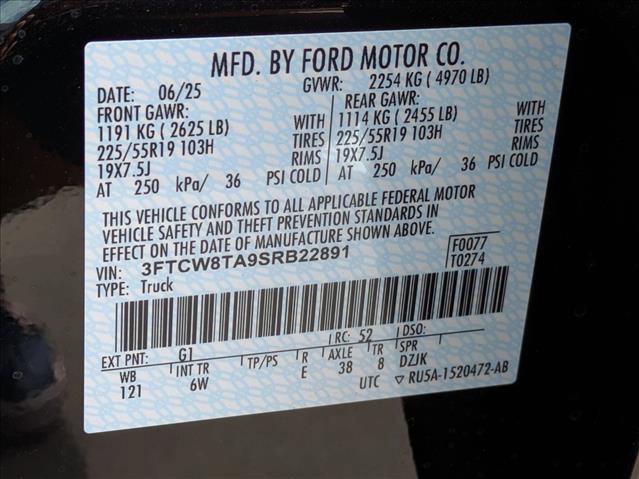 MFD. BY FORD MOTOR CO.
DATE: 06/25 GVWR: 2254 KG ( 4970 LB)
FRONT GAWR: REAR GAWR:
1191 KG ( 2625 LB) WITH 1114 KG ( 2455 LB) WITH
225/55R19 103H TIRES 225/55R19 103H TIRES
19X7.5J RIMS 19X7.5J RIMS
AT 250 kPa/ 36 PSI COLD AT 250 kPa/ 36 PSI COLD
THIS VEHICLE CONFORMS TO ALL APPLICABLE FEDERAL MOTOR
VEHICLE SAFETY AND THEFT PREVENTION STANDARDS IN
EFFECT ON THE DATE OF MANUFACTURE SHOWN ABOVE.
VIN: 3FTCW8TA9SRB22891 F0077
TYPE: Truck T0274
EXT PNT: G1 RC: 52 DSO:
WB INT TR TP/PS R AXLE TR SPR
121 6W E 38 8 DZJK
UTC ▽ RU5A-1520472-AB